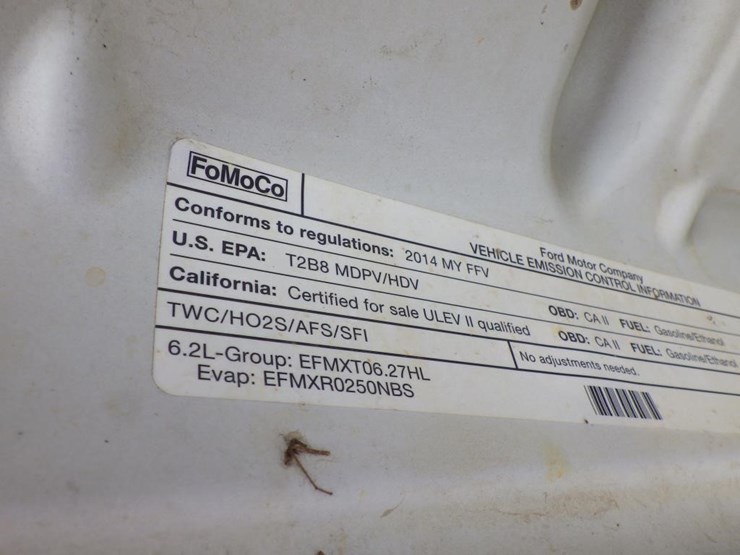 FoMoCo
Ford Motor Company
VEHICLE EMISSION CONTROL INFORMATION
Conforms to regulations: 2014 MY FFV
U.S. EPA: T2B8 MDPV/HDV OBD: CA II FUEL: Gasoline/Ethanol
California: Certified for sale ULEV II qualified OBD: CA II FUEL: Gasoline/Ethanol
TWC/HO2S/AFS/SFI No adjustments needed.
6.2L-Group: EFMXT06.27HL
Evap: EFMXR0250NBS